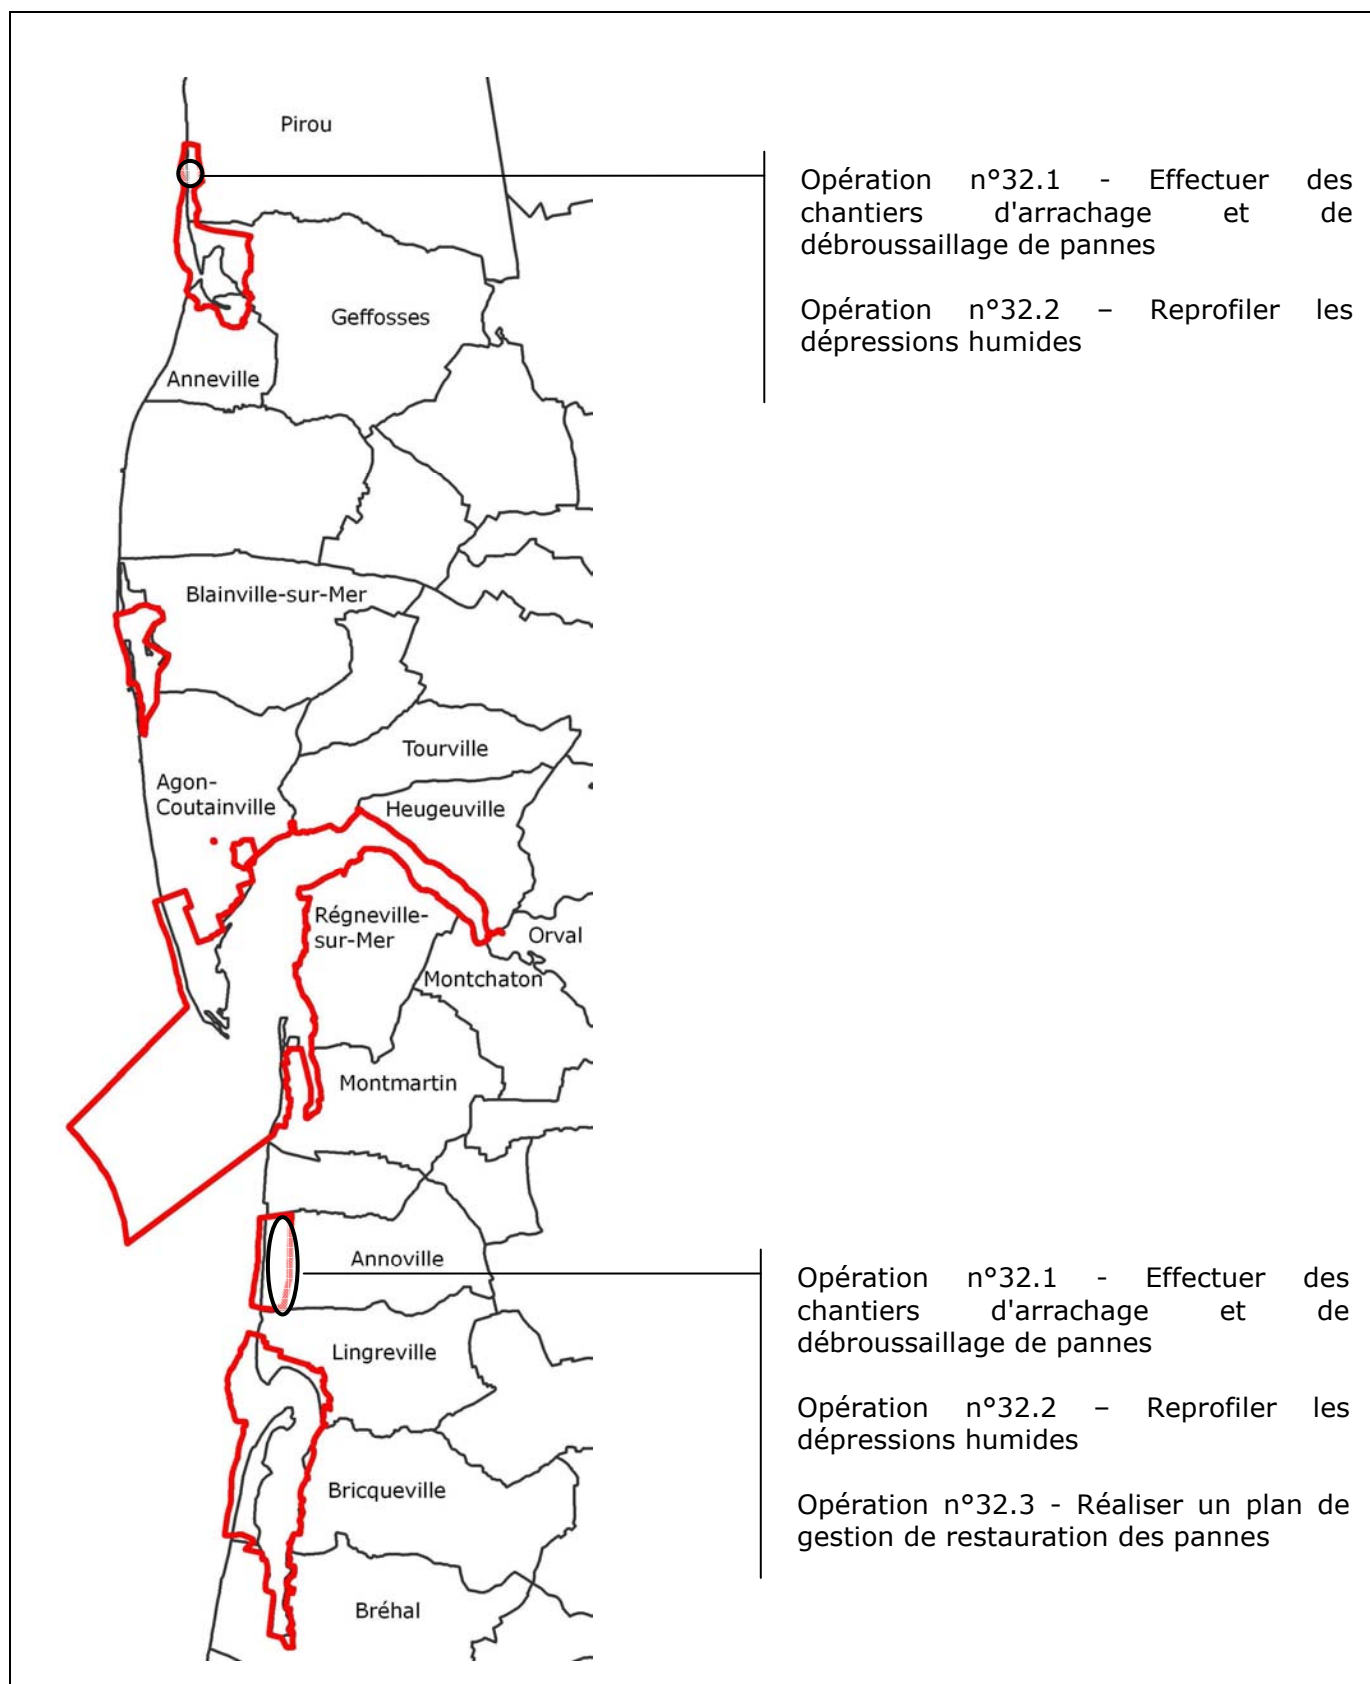 Pirou
Opération n°32.1 - Effectuer des
chantiers d'arrachage et de
débroussaillage de pannes
Opération n°32.2 – Reprofiler les
dépressions humides
Geffosses
Anneville
Blainville-sur-Mer
Tourville
Agon-
Coutainville
Heugeuville
Régneville-
sur-Mer
Orval
Montchaton
Montmartin
Annoville
Opération n°32.1 - Effectuer des
chantiers d'arrachage et de
débroussaillage de pannes
Opération n°32.2 – Reprofiler les
dépressions humides
Opération n°32.3 - Réaliser un plan de
gestion de restauration des pannes
Lingreville
Bricqueville
Bréhal